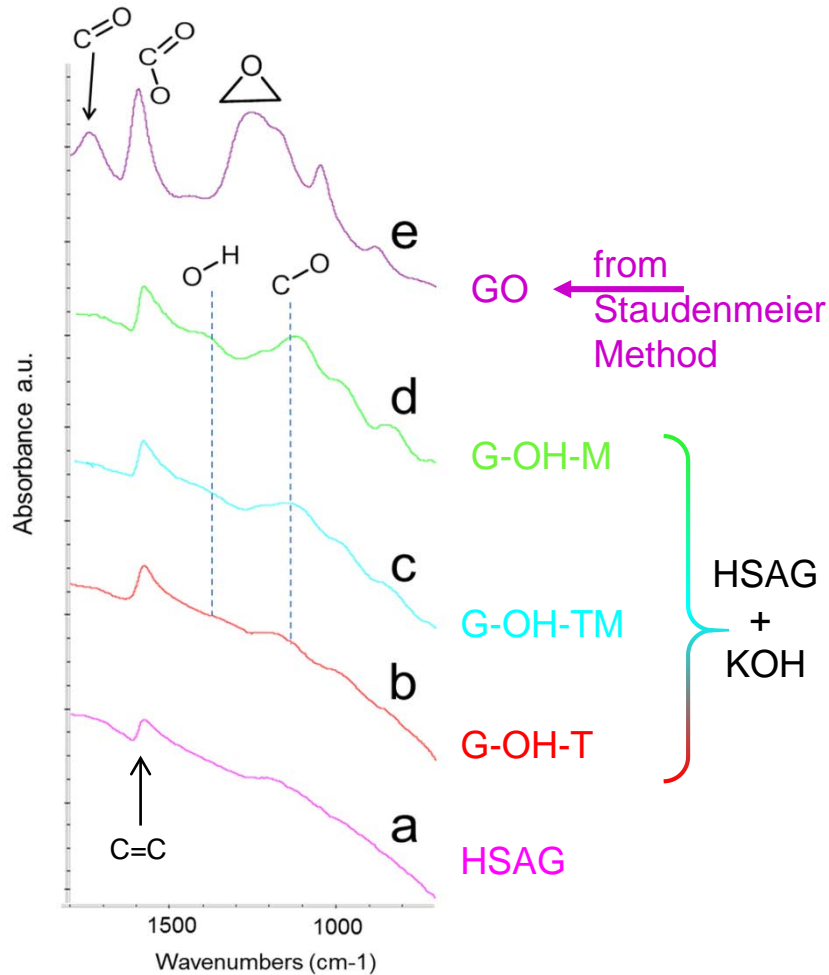 C=O
C=O
O
O
e
O-H
C-O
GO
from
Staudenmeier
Method
d
G-OH-M
c
G-OH-TM
HSAG
+
KOH
b
G-OH-T
a
HSAG
C=C
Absorbance a.u.
1500
1000
Wavenumbers (cm-1)